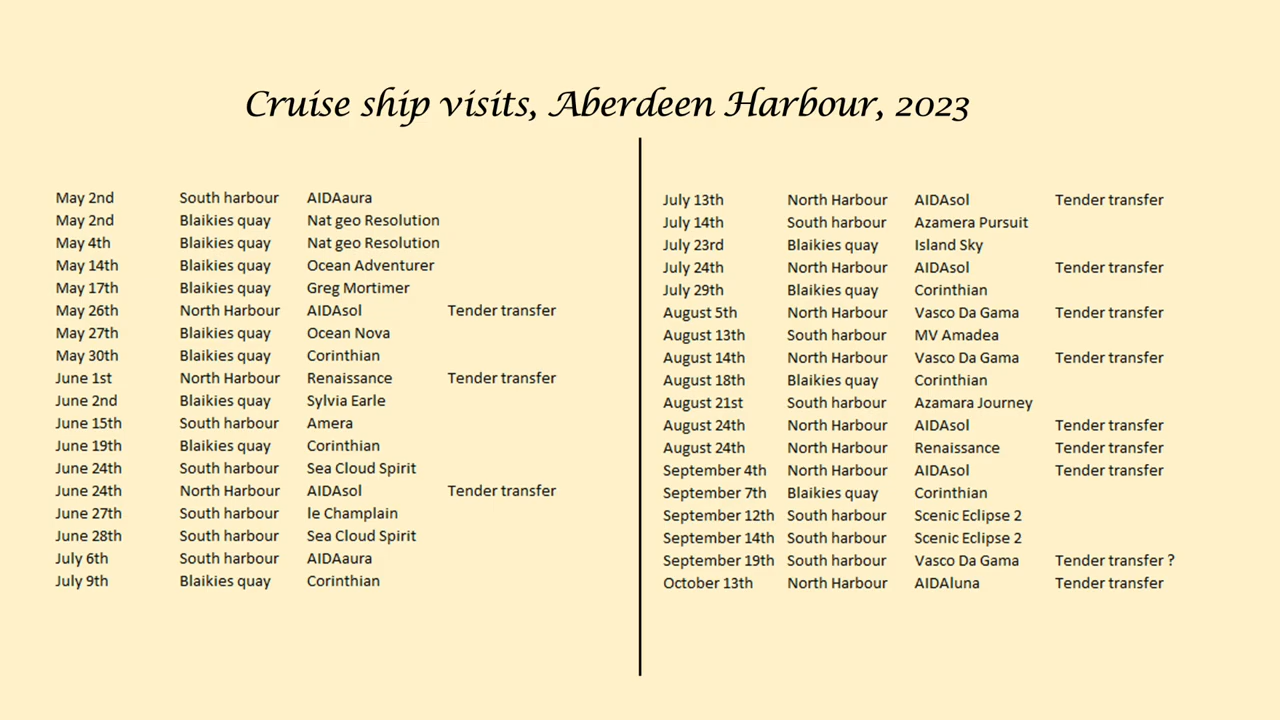 Cruise ship visits, Aberdeen Harbour, 2023
May 2nd South harbour AIDAaura
May 2nd Blaikies quay Nat geo Resolution
May 4th Blaikies quay Nat geo Resolution
May 14th Blaikies quay Ocean Adventurer
May 17th Blaikies quay Greg Mortimer
May 26th North Harbour AIDAsol Tender transfer
May 27th Blaikies quay Ocean Nova
May 30th Blaikies quay Corinthian
June 1st North Harbour Renaissance Tender transfer
June 2nd Blaikies quay Sylvia Earle
June 15th South harbour Amera
June 19th Blaikies quay Corinthian
June 24th South harbour Sea Cloud Spirit
June 24th North Harbour AIDAsol Tender transfer
June 27th South harbour le Champlain
June 28th South harbour Sea Cloud Spirit
July 6th South harbour AIDAaura
July 9th Blaikies quay Corinthian
July 13th North Harbour AIDAsol Tender transfer
July 14th South harbour Azamera Pursuit
July 23rd Blaikies quay Island Sky
July 24th North Harbour AIDAsol Tender transfer
July 29th Blaikies quay Corinthian
August 5th North Harbour Vasco Da Gama Tender transfer
August 13th South harbour MV Amadea
August 14th North Harbour Vasco Da Gama Tender transfer
August 18th Blaikies quay Corinthian
August 21st South harbour Azamara Journey
August 24th North Harbour AIDAsol Tender transfer
August 24th North Harbour Renaissance Tender transfer
September 4th North Harbour AIDAsol Tender transfer
September 7th Blaikies quay Corinthian
September 12th South harbour Scenic Eclipse 2
September 14th South harbour Scenic Eclipse 2
September 19th South harbour Vasco Da Gama Tender transfer ?
October 13th North Harbour AIDAluna Tender transfer